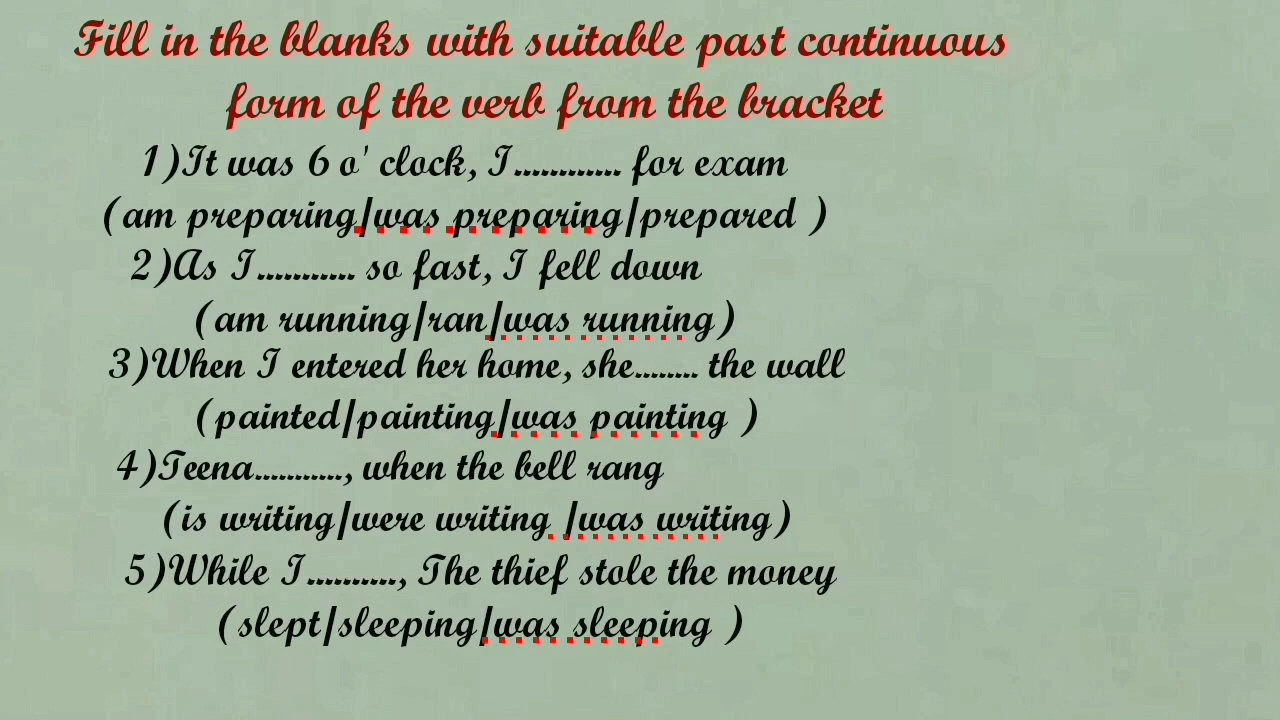 Fill in the blanks with suitable past continuous
form of the verb from the bracket
1)It was 6 o' clock, I............ for exam
(am preparing/was preparing/prepared )
2)As I........... so fast, I fell down
(am running/ran/was running)
3)When I entered her home, she........ the wall
(painted/painting/was painting )
4)Teena..........., when the bell rang
(is writing/were writing /was writing)
5)While I.........., The thief stole the money
(slept/sleeping/was sleeping )